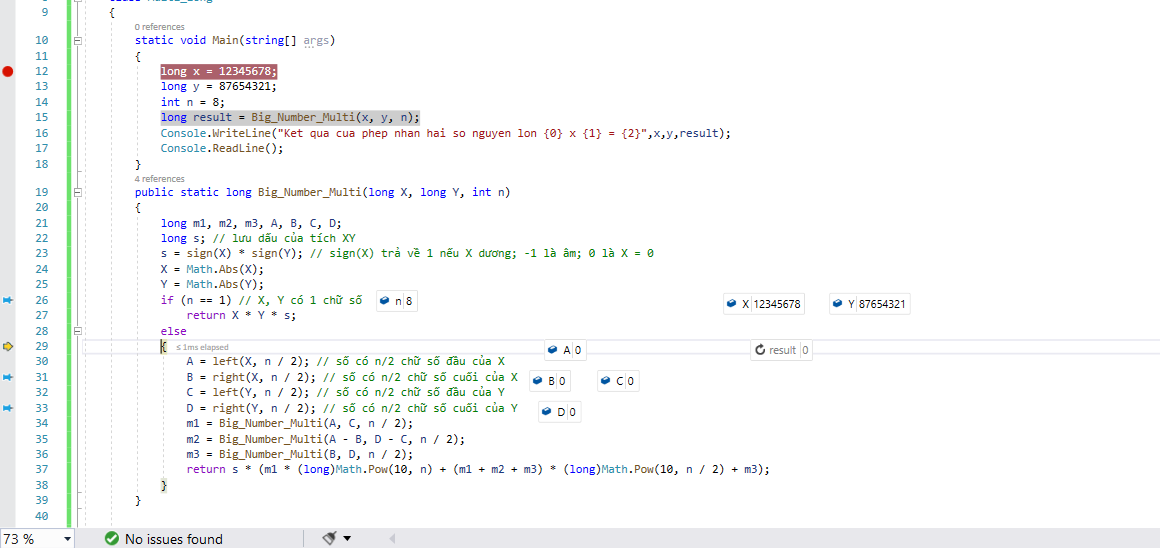 9 {
0 references
10 static void Main(string[] args)
11 {
12 long x = 12345678;
13 long y = 87654321;
14 int n = 8;
15 long result = Big_Number_Multi(x, y, n);
16 Console.WriteLine("Ket qua cua phep nhan hai so nguyen lon {0} x {1} = {2}",x,y,result);
17 Console.ReadLine();
18 }
4 references
19 public static long Big_Number_Multi(long X, long Y, int n)
20 {
21 long m1, m2, m3, A, B, C, D;
22 long s; // lưu dấu của tích XY
23 s = sign(X) * sign(Y); // sign(X) trả về 1 nếu X dương; -1 là âm; 0 là X = 0
24 X = Math.Abs(X);
25 Y = Math.Abs(Y);
26 if (n == 1) // X, Y có 1 chữ số n 8 X 12345678 Y 87654321
27 return X * Y * s;
28 else
29 { ≤ 1ms elapsed A 0 result 0
30 A = left(X, n / 2); // số có n/2 chữ số đầu của X
31 B = right(X, n / 2); // số có n/2 chữ số cuối của X B 0 C 0
32 C = left(Y, n / 2); // số có n/2 chữ số đầu của Y
33 D = right(Y, n / 2); // số có n/2 chữ số cuối của Y D 0
34 m1 = Big_Number_Multi(A, C, n / 2);
35 m2 = Big_Number_Multi(A - B, D - C, n / 2);
36 m3 = Big_Number_Multi(B, D, n / 2);
37 return s * (m1 * (long)Math.Pow(10, n) + (m1 + m2 + m3) * (long)Math.Pow(10, n / 2) + m3);
38 }
39 }
40
73 % No issues found